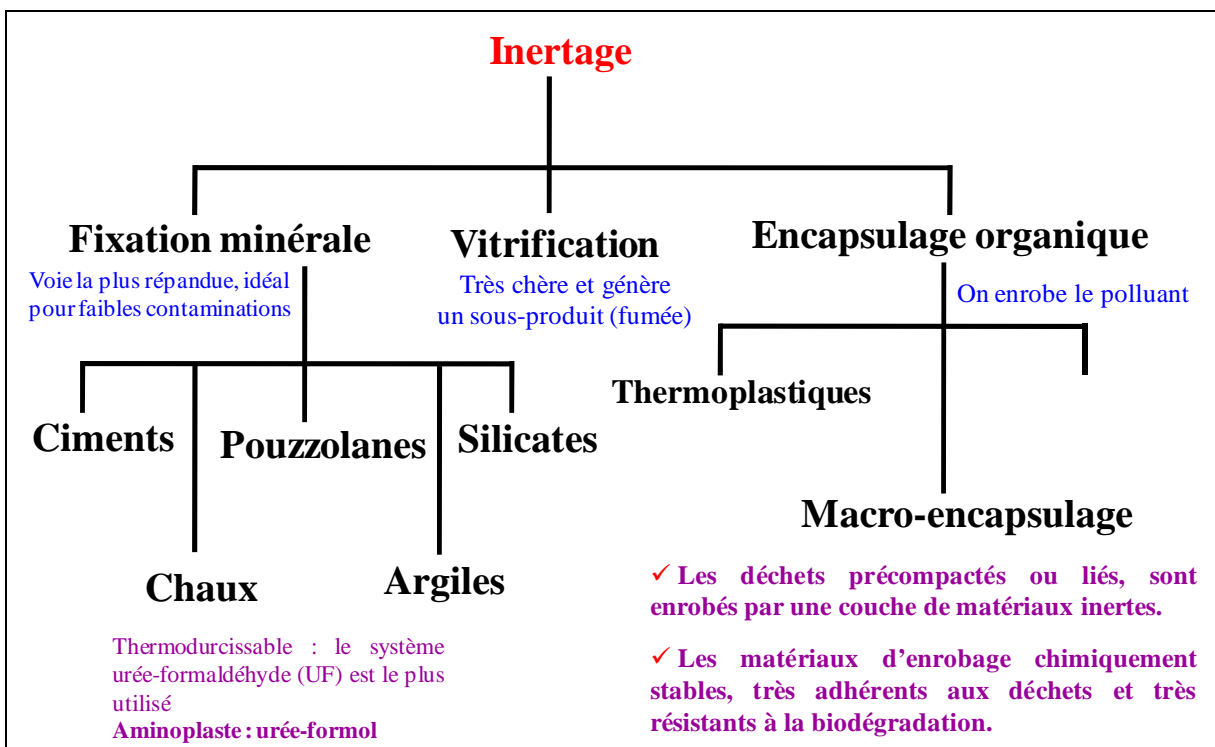 Inertage
Fixation minérale
Voie la plus répandue, idéal
pour faibles contaminations
Vitrification
Très chère et génère
un sous-produit (fumée)
Encapsulage organique
On enrobe le polluant
Ciments
Pouzzolanes
Silicates
Chaux
Argiles
Thermoplastiques
Macro-encapsulage
Thermodurcissable : le système
urée-formaldéhyde (UF) est le plus
utilisé
Aminoplaste : urée-formol
✓ Les déchets précompactés ou liés, sont
enrobés par une couche de matériaux inertes.
✓ Les matériaux d’enrobage chimiquement
stables, très adhérents aux déchets et très
résistants à la biodégradation.